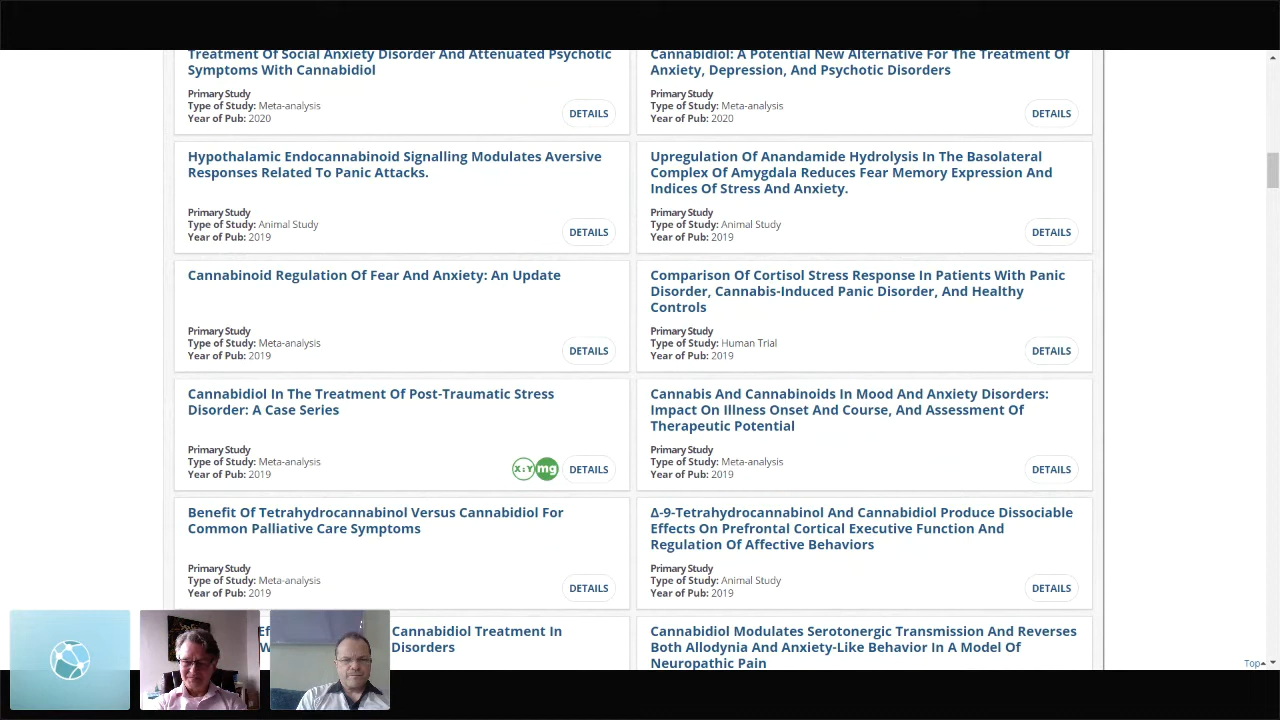 Treatment Of Social Anxiety Disorder And Attenuated Psychotic
Symptoms With Cannabidiol
Primary Study
Type of Study: Meta-analysis
Year of Pub: 2020
DETAILS
Cannabidiol: A Potential New Alternative For The Treatment Of
Anxiety, Depression, And Psychotic Disorders
Primary Study
Type of Study: Meta-analysis
Year of Pub: 2020
DETAILS
Hypothalamic Endocannabinoid Signalling Modulates Aversive
Responses Related To Panic Attacks.
Primary Study
Type of Study: Animal Study
Year of Pub: 2019
DETAILS
Upregulation Of Anandamide Hydrolysis In The Basolateral
Complex Of Amygdala Reduces Fear Memory Expression And
Indices Of Stress And Anxiety.
Primary Study
Type of Study: Animal Study
Year of Pub: 2019
DETAILS
Cannabinoid Regulation Of Fear And Anxiety: An Update
Primary Study
Type of Study: Meta-analysis
Year of Pub: 2019
DETAILS
Comparison Of Cortisol Stress Response In Patients With Panic
Disorder, Cannabis-Induced Panic Disorder, And Healthy
Controls
Primary Study
Type of Study: Human Trial
Year of Pub: 2019
DETAILS
Cannabidiol In The Treatment Of Post-Traumatic Stress
Disorder: A Case Series
Primary Study
Type of Study: Meta-analysis
Year of Pub: 2019
X:Y mg DETAILS
Cannabis And Cannabinoids In Mood And Anxiety Disorders:
Impact On Illness Onset And Course, And Assessment Of
Therapeutic Potential
Primary Study
Type of Study: Meta-analysis
Year of Pub: 2019
DETAILS
Benefit Of Tetrahydrocannabinol Versus Cannabidiol For
Common Palliative Care Symptoms
Primary Study
Type of Study: Meta-analysis
Year of Pub: 2019
DETAILS
Δ-9-Tetrahydrocannabinol And Cannabidiol Produce Dissociable
Effects On Prefrontal Cortical Executive Function And
Regulation Of Affective Behaviors
Primary Study
Type of Study: Animal Study
Year of Pub: 2019
DETAILS
Cannabidiol Treatment In
Disorders
Cannabidiol Modulates Serotonergic Transmission And Reverses
Both Allodynia And Anxiety-Like Behavior In A Model Of
Neuropathic Pain
Top